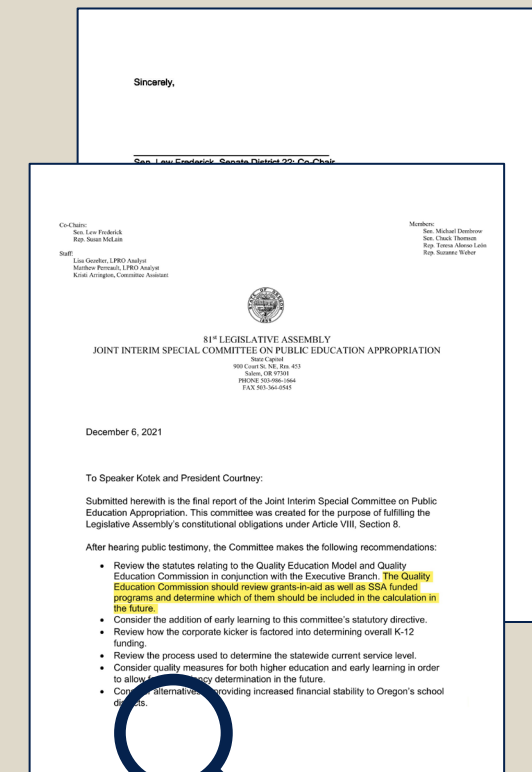 Sincerely,
Sen. Lew Frederick, Senate District 22; Co-Chair
Co-Chairs:
Sen. Lew Frederick
Rep. Susan McLain
Staff:
Lisa Gezelter, LPRO Analyst
Matthew Perreault, LPRO Analyst
Kristi Arrington, Committee Assistant
Members:
Sen. Michael Dembrow
Sen. Chuck Thomsen
Rep. Teresa Alonso León
Rep. Suzanne Weber
81st LEGISLATIVE ASSEMBLY
JOINT INTERIM SPECIAL COMMITTEE ON PUBLIC EDUCATION APPROPRIATION
State Capitol
900 Court St. NE, Rm. 453
Salem, OR 97301
PHONE 503-986-1664
FAX 503-364-0545
December 6, 2021
To Speaker Kotek and President Courtney:
Submitted herewith is the final report of the Joint Interim Special Committee on Public
Education Appropriation. This committee was created for the purpose of fulfilling the
Legislative Assembly's constitutional obligations under Article VIII, Section 8.
After hearing public testimony, the Committee makes the following recommendations:
• Review the statutes relating to the Quality Education Model and Quality
Education Commission in conjunction with the Executive Branch. The Quality
Education Commission should review grants-in-aid as well as SSA funded
programs and determine which of them should be included in the calculation in
the future.
• Consider the addition of early learning to this committee's statutory directive.
• Review how the corporate kicker is factored into determining overall K-12
funding.
• Review the process used to determine the statewide current service level.
• Consider quality measures for both higher education and early learning in order
to allow determination in the future.
• alternatives providing increased financial stability to Oregon's school